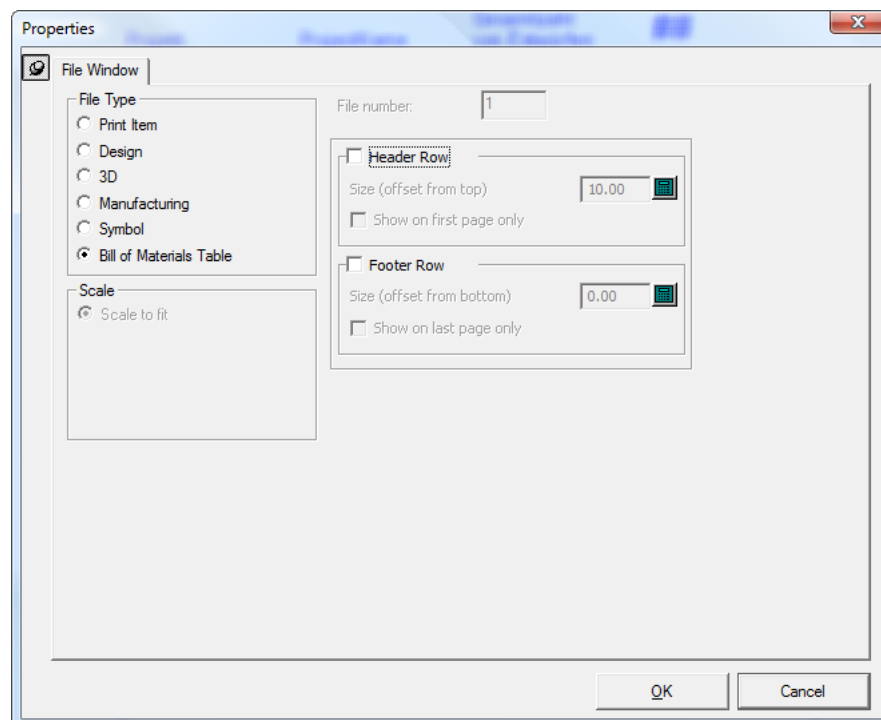 Properties
File Window
File Type
Print Item
Design
3D
Manufacturing
Symbol
Bill of Materials Table
Scale
Scale to fit
File number:
1
Header Row
Size (offset from top)
10.00
Show on first page only
Footer Row
Size (offset from bottom)
0.00
Show on last page only
OK
Cancel